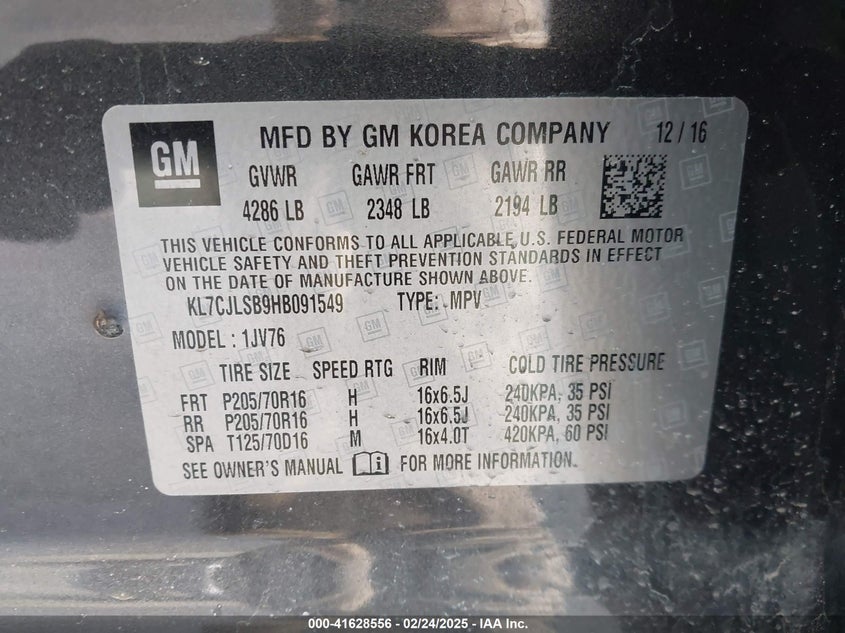 GM
MFD BY GM KOREA COMPANY 12/16
GVWR GAWR FRT GAWR RR
4286 LB 2348 LB 2194 LB
THIS VEHICLE CONFORMS TO ALL APPLICABLE U.S. FEDERAL MOTOR
VEHICLE SAFETY AND THEFT PREVENTION STANDARDS IN EFFECT
ON THE DATE OF MANUFACTURE SHOWN ABOVE.
KL7CJLSB9HB091549 TYPE: MPV
MODEL : 1JV76
TIRE SIZE SPEED RTG RIM COLD TIRE PRESSURE
FRT P205/70R16 H 16x6.5J 240KPA, 35 PSI
RR P205/70R16 H 16x6.5J 240KPA, 35 PSI
SPA T125/70D16 M 16x4.0T 420KPA, 60 PSI
SEE OWNER'S MANUAL FOR MORE INFORMATION.
000-41628556 / 02/24/2025 - IAA Inc.